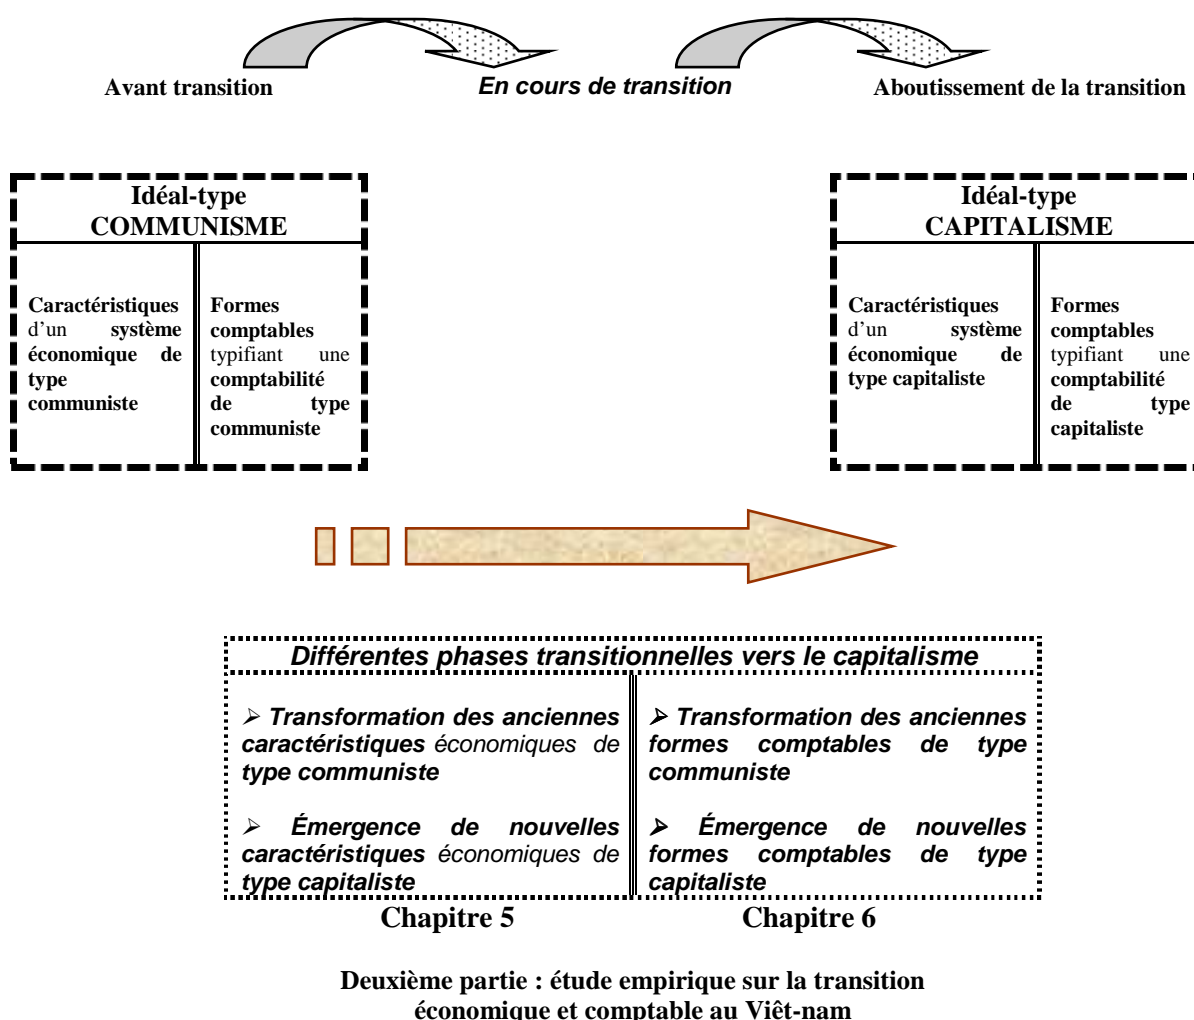 Avant transition
En cours de transition
Aboutissement de la transition
Idéal-type
COMMUNISME
Caractéristiques
d'un système
économique de
type
communiste
Formes
comptables
typifiant une
comptabilité
de type
communiste
Idéal-type
CAPITALISME
Caractéristiques
d'un système
économique de
type capitaliste
Formes
comptables
typifiant une
comptabilité
de type
capitaliste
Différentes phases transitionnelles vers le capitalisme
➢ Transformation des anciennes
caractéristiques économiques de
type communiste
➢ Émergence de nouvelles
caractéristiques économiques de
type capitaliste
➢ Transformation des anciennes
formes comptables de type
communiste
➢ Émergence de nouvelles
formes comptables de type
capitaliste
Chapitre 5
Chapitre 6
Deuxième partie : étude empirique sur la transition
économique et comptable au Viêt-nam